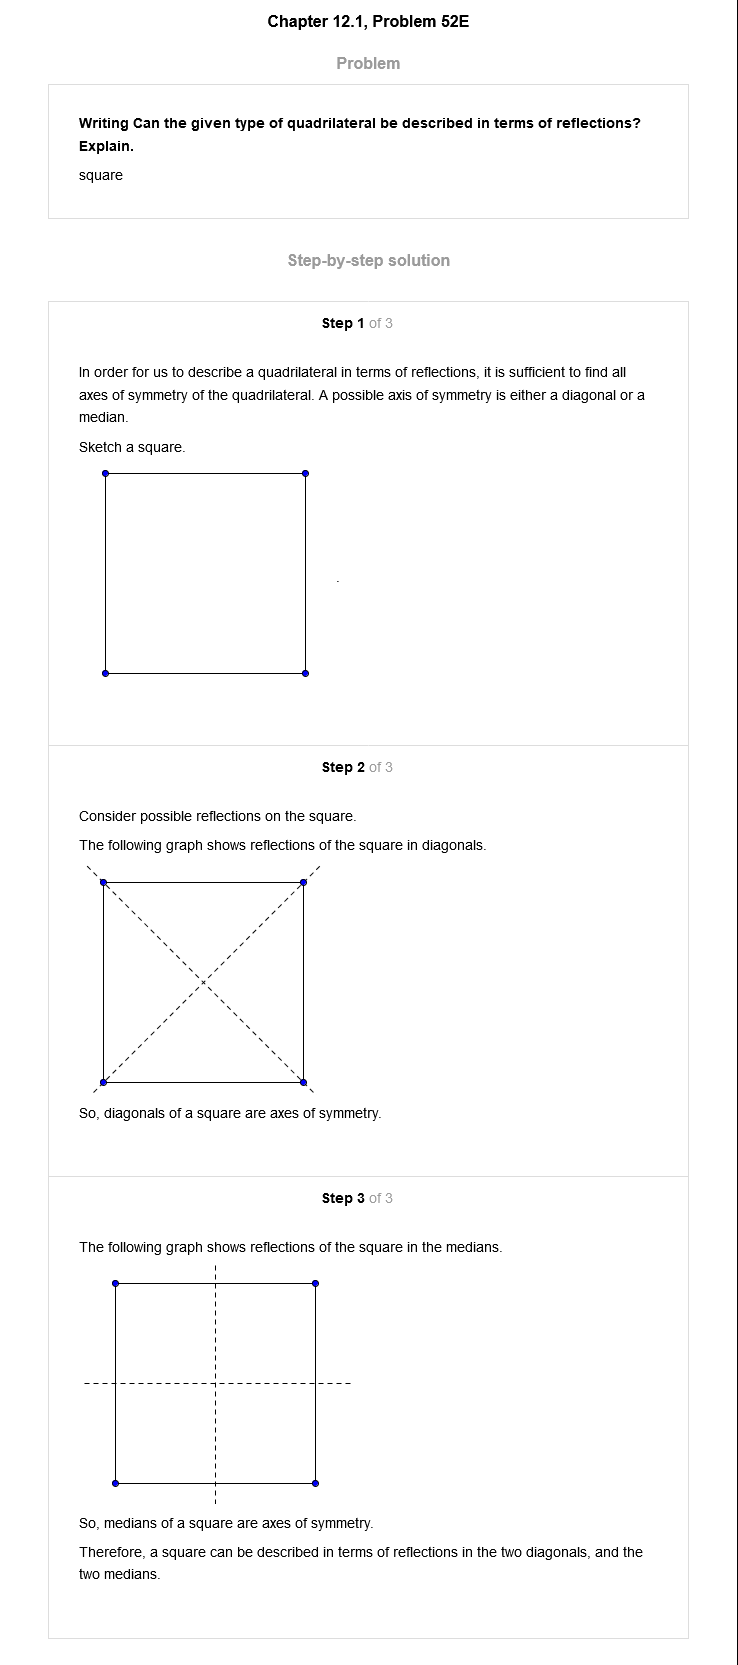 Chapter 12.1, Problem 52E
Problem
Writing Can the given type of quadrilateral be described in terms of reflections?
Explain.
square
Step-by-step solution
Step 1 of 3
In order for us to describe a quadrilateral in terms of reflections, it is sufficient to find all
axes of symmetry of the quadrilateral. A possible axis of symmetry is either a diagonal or a
median.
Sketch a square.
.
Step 2 of 3
Consider possible reflections on the square.
The following graph shows reflections of the square in diagonals.
So, diagonals of a square are axes of symmetry.
Step 3 of 3
The following graph shows reflections of the square in the medians.
So, medians of a square are axes of symmetry.
Therefore, a square can be described in terms of reflections in the two diagonals, and the
two medians.